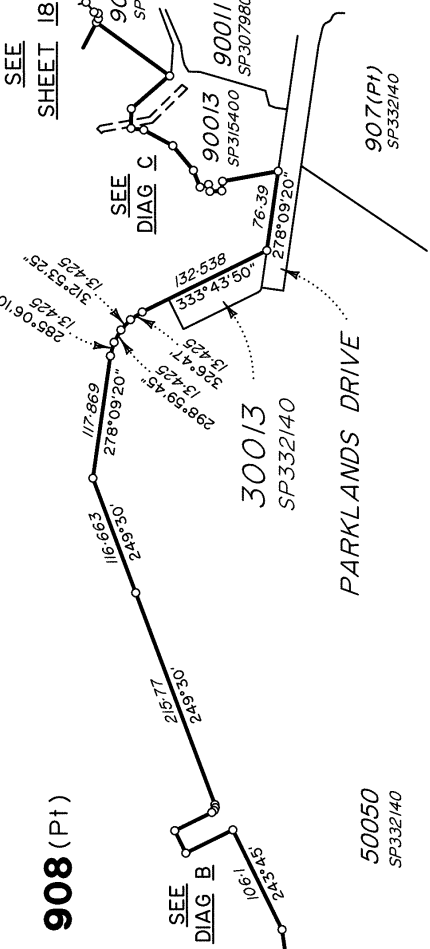 SEE
SHEET 18
90011
SP307980
90013
SP315400
907(Pt)
SP332140
SEE
DIAG C
76·39
278°09'20"
132·538
333°43'50"
312°53'25"
13·425
285°06'10
13·425
326°47'
13·425
298°59'45"
13·425
117·869
278°09'20"
30013
SP332140
PARKLANDS DRIVE
116·663
249°30'
215·77
249°30'
908 (Pt)
SEE
DIAG B
106·1
243°45'
50050
SP332140